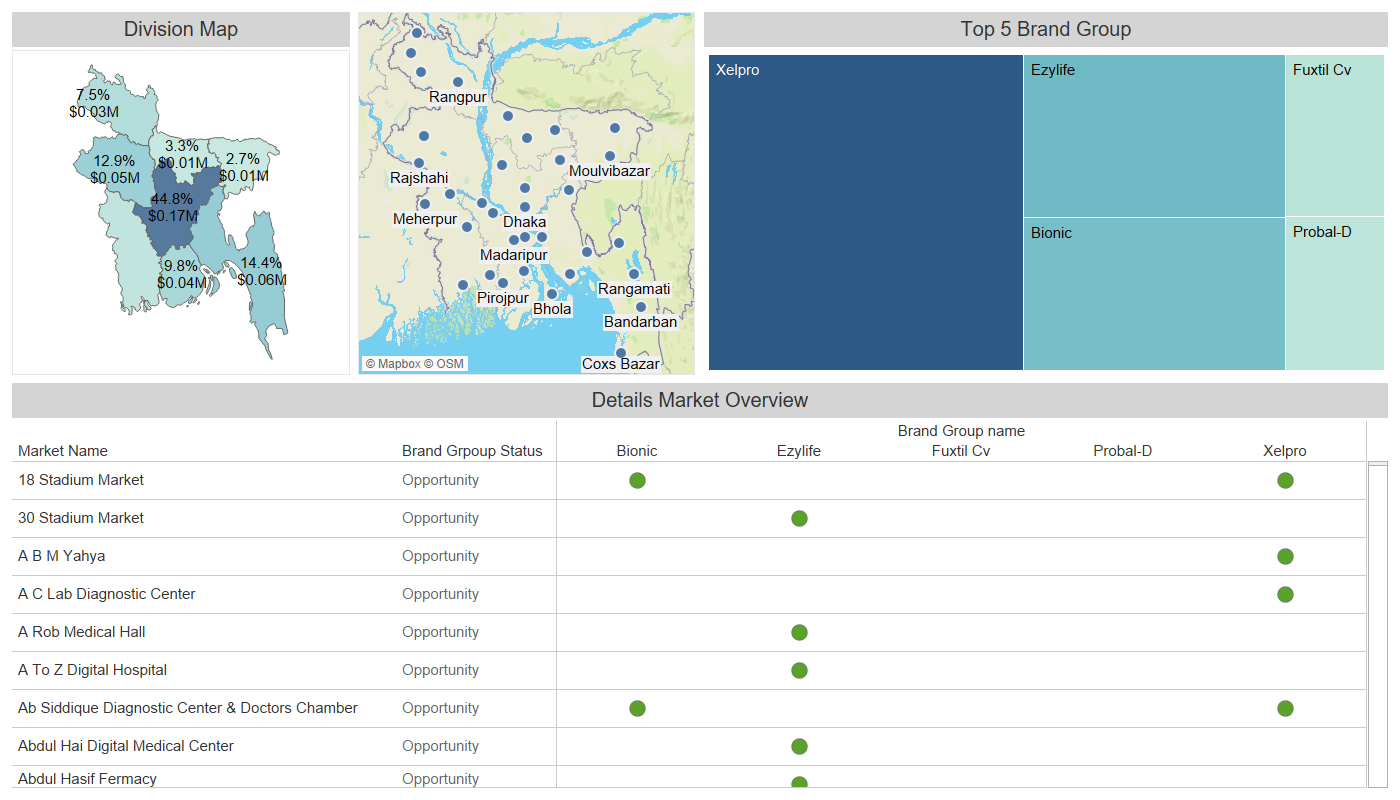 Division Map
7.5%
$0.03M
3.3%
$0.01M
2.7%
$0.01M
12.9%
$0.05M
44.8%
$0.17M
9.8%
$0.04M
14.4%
$0.06M
Rangpur
Moulvibazar
Rajshahi
Meherpur
Dhaka
Madaripur
Rangamati
Pirojpur
Bhola
Bandarban
Coxs Bazar
© Mapbox © OSM
Top 5 Brand Group
Xelpro
Ezylife
Fuxtil Cv
Bionic
Probal-D
Details Market Overview
Brand Group name
Market Name Brand Grpoup Status Bionic Ezylife Fuxtil Cv Probal-D Xelpro
18 Stadium Market Opportunity
30 Stadium Market Opportunity
A B M Yahya Opportunity
A C Lab Diagnostic Center Opportunity
A Rob Medical Hall Opportunity
A To Z Digital Hospital Opportunity
Ab Siddique Diagnostic Center & Doctors Chamber Opportunity
Abdul Hai Digital Medical Center Opportunity
Abdul Hasif Fermacy Opportunity